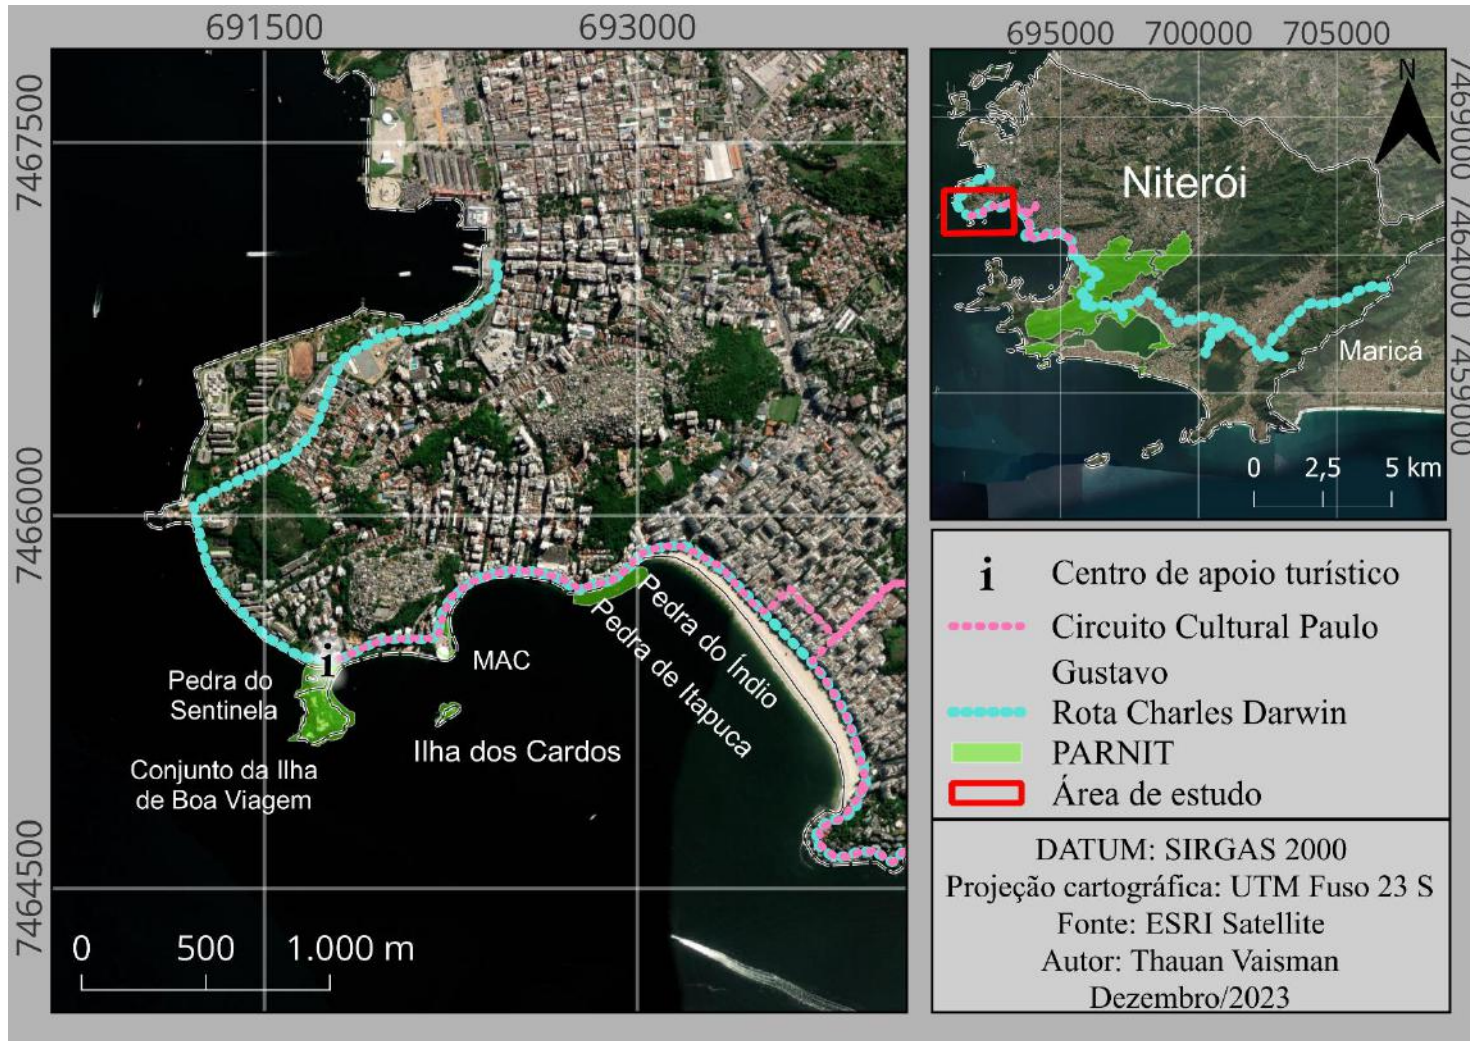 691500
693000
7467500
7466000
7464500
Pedra do
Sentinela
Conjunto da Ilha
de Boa Viagem
i
MAC
Ilha dos Cardos
Pedra de Itapuca
Pedra do Índio
0 500 1.000 m
695000 700000 705000
7469000
7464000
7459000
N
Niterói
Maricá
0 2,5 5 km
i Centro de apoio turístico
Circuito Cultural Paulo
Gustavo
Rota Charles Darwin
PARNIT
Área de estudo
DATUM: SIRGAS 2000
Projeção cartográfica: UTM Fuso 23 S
Fonte: ESRI Satellite
Autor: Thauan Vaisman
Dezembro/2023